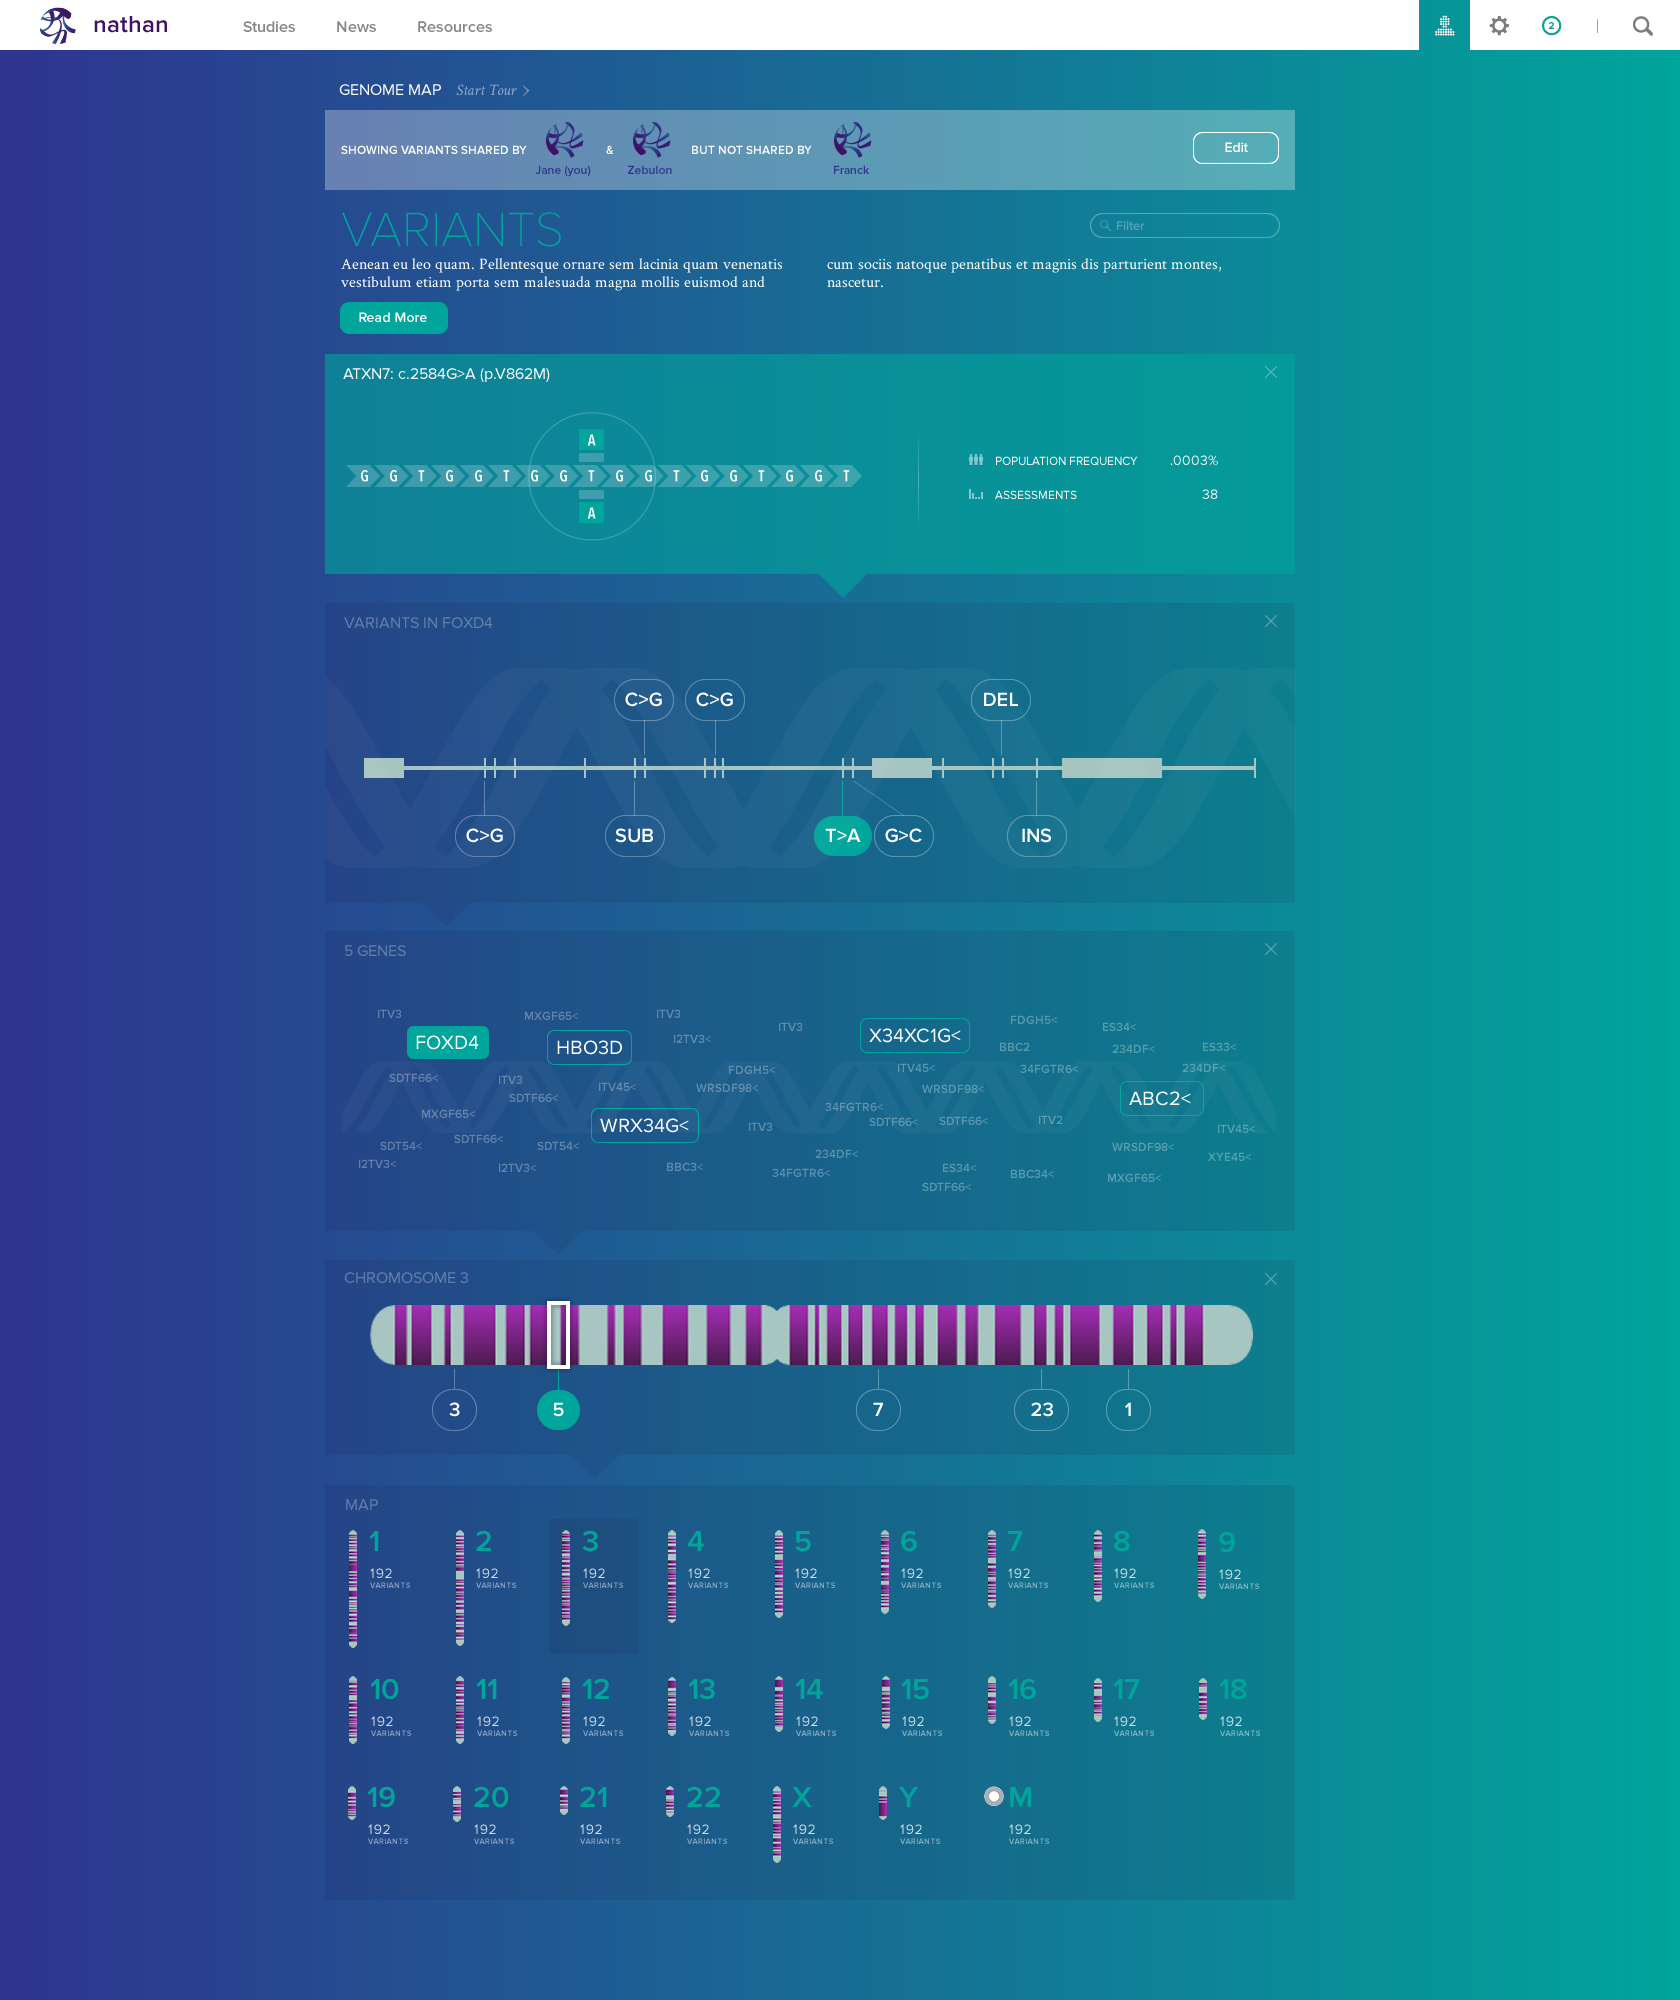 nathan
Studies News Resources
2
GENOME MAP Start Tour
SHOWING VARIANTS SHARED BY Jane (you) & Zebulon BUT NOT SHARED BY Franck
Edit
VARIANTS
Filter
Aenean eu leo quam. Pellentesque ornare sem lacinia quam venenatis
vestibulum etiam porta sem malesuada magna mollis euismod and
cum sociis natoque penatibus et magnis dis parturient montes,
nascetur.
Read More
ATXN7: c.2584G>A (p.V862M)
A
G G T G G T G G T G G T G G T G G T
A
POPULATION FREQUENCY .0003%
ASSESSMENTS 38
VARIANTS IN FOXD4
C>G C>G DEL
C>G SUB T>A G>C INS
5 GENES
ITV3 MXGF65< ITV3 ITV3 FDGH5< ES34<
FOXD4 HBO3D I2TV3< X34XC1G< BBC2 234DF< ES33<
SDTF66< ITV3 ITV45< FDGH5< WRSDF98< ITV45< 34FGTR6< 234DF<
SDTF66< WRSDF98< ABC2<
MXGF65< WRX34G< ITV3 34FGTR6< SDTF66< SDTF66< ITV2 ITV45<
SDT54< SDTF66< SDT54< 234DF< WRSDF98< XYE45<
I2TV3< I2TV3< BBC3< 34FGTR6< ES34< BBC34< MXGF65<
SDTF66<
CHROMOSOME 3
3 5 7 23 1
MAP
1 2 3 4 5 6 7 8 9
192 192 192 192 192 192 192 192 192
VARIANTS VARIANTS VARIANTS VARIANTS VARIANTS VARIANTS VARIANTS VARIANTS VARIANTS
10 11 12 13 14 15 16 17 18
192 192 192 192 192 192 192 192 192
VARIANTS VARIANTS VARIANTS VARIANTS VARIANTS VARIANTS VARIANTS VARIANTS VARIANTS
19 20 21 22 X Y M
192 192 192 192 192 192 192
VARIANTS VARIANTS VARIANTS VARIANTS VARIANTS VARIANTS VARIANTS